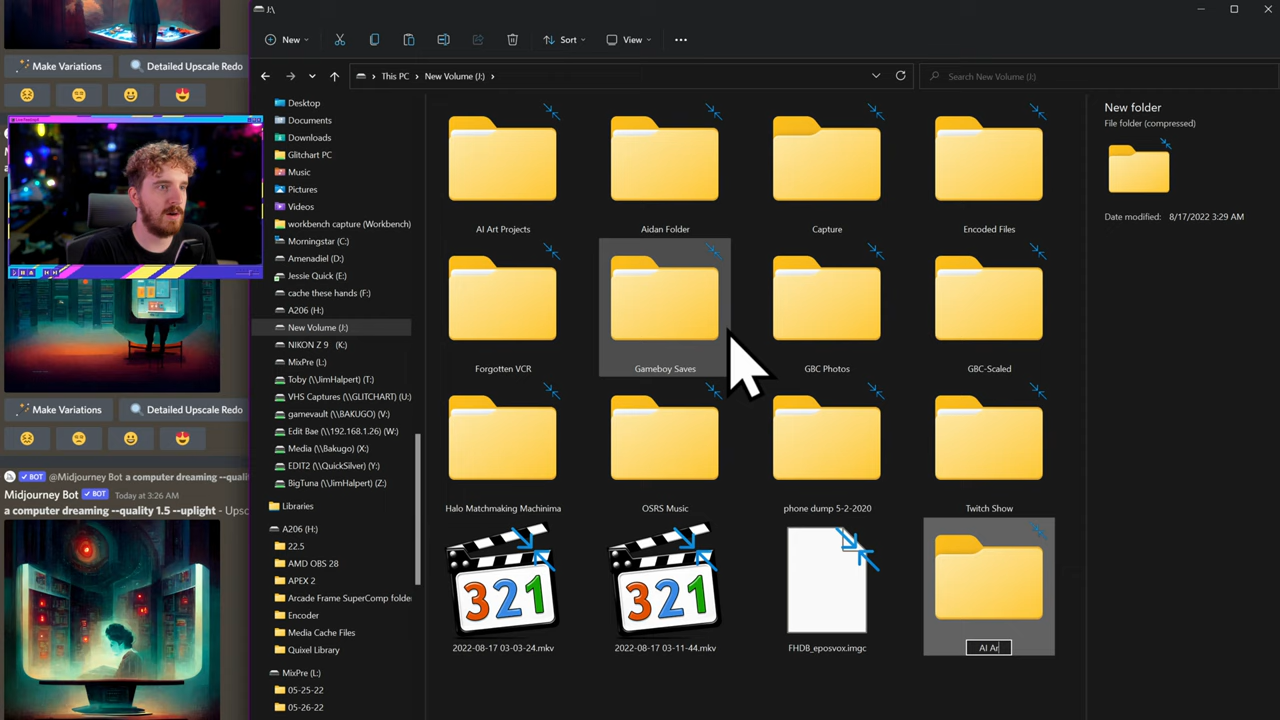 J:\
New
Sort
View
Make Variations
Detailed Upscale Redo
This PC
New Volume (J:)
Search New Volume (J:)
Desktop
Documents
Downloads
Glitchart PC
Music
Pictures
Videos
workbench capture (Workbench)
Morningstar (C:)
Amenadiel (D:)
Jessie Quick (E:)
cache these hands (F:)
A206 (H:)
New Volume (J:)
NIKON Z 9 (K:)
MixPre (L:)
Toby (\\JimHalpert) (T:)
VHS Captures (\\GLITCHART) (U:)
gamevault (\\BAKUGO) (V:)
Edit Bae (\\192.168.1.26) (W:)
Media (\\Bakugo) (X:)
EDIT2 (\\QuickSilver) (Y:)
BigTuna (\\JimHalpert) (Z:)
Libraries
A206 (H:)
22.5
AMD OBS 28
APEX 2
Arcade Frame SuperComp folder
Encoder
Media Cache Files
Quixel Library
MixPre (L:)
05-25-22
05-26-22
AI Art Projects
Aidan Folder
Capture
Encoded Files
Forgotten VCR
Gameboy Saves
GBC Photos
GBC-Scaled
Halo Matchmaking Machinima
OSRS Music
phone dump 5-2-2020
Twitch Show
321
321
2022-08-17 03-03-24.mkv
2022-08-17 03-11-44.mkv
FHDB_eposvox.imgc
AI Ar
New folder
File folder (compressed)
Date modified: 8/17/2022 3:29 AM
Make Variations
Detailed Upscale Redo
BOT @Midjourney Bot a computer dreaming --quali
Midjourney Bot BOT Today at 3:26 AM
a computer dreaming --quality 1.5 --uplight - Upsc